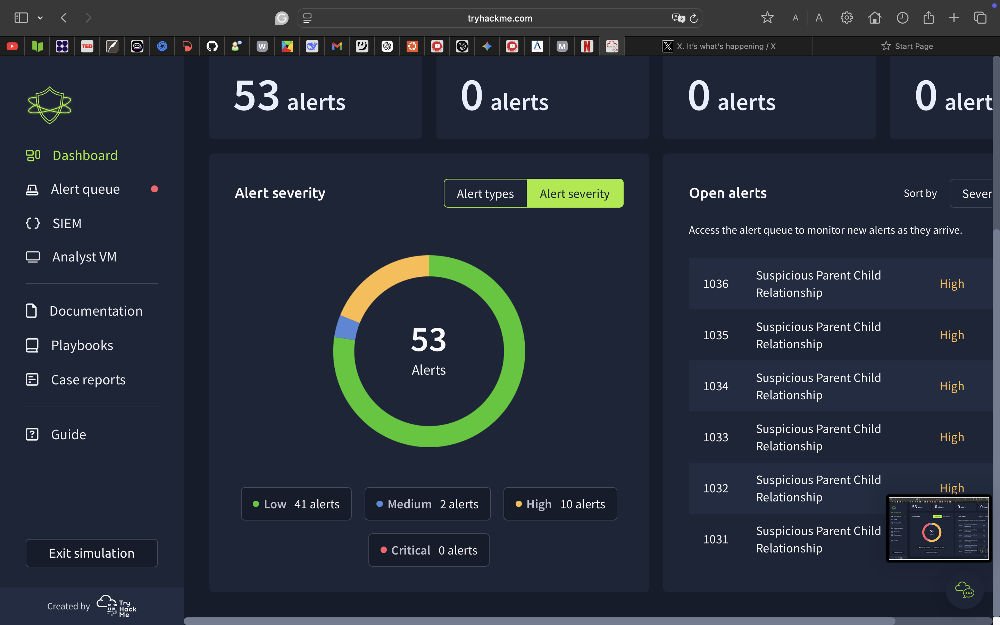 tryhackme.com
X. It’s what’s happening / X
Start Page
53 alerts
0 alerts
0 alerts
0 alert
Dashboard
Alert queue
SIEM
Analyst VM
Documentation
Playbooks
Case reports
Guide
Exit simulation
Created by
Try
Hack
Me
Alert severity
Alert types
Alert severity
53
Alerts
Low 41 alerts
Medium 2 alerts
High 10 alerts
Critical 0 alerts
Open alerts
Sort by
Sever
Access the alert queue to monitor new alerts as they arrive.
1036
Suspicious Parent Child
Relationship
High
1035
Suspicious Parent Child
Relationship
High
1034
Suspicious Parent Child
Relationship
High
1033
Suspicious Parent Child
Relationship
High
1032
Suspicious Parent Child
Relationship
High
1031
Suspicious Parent Child
Relationship